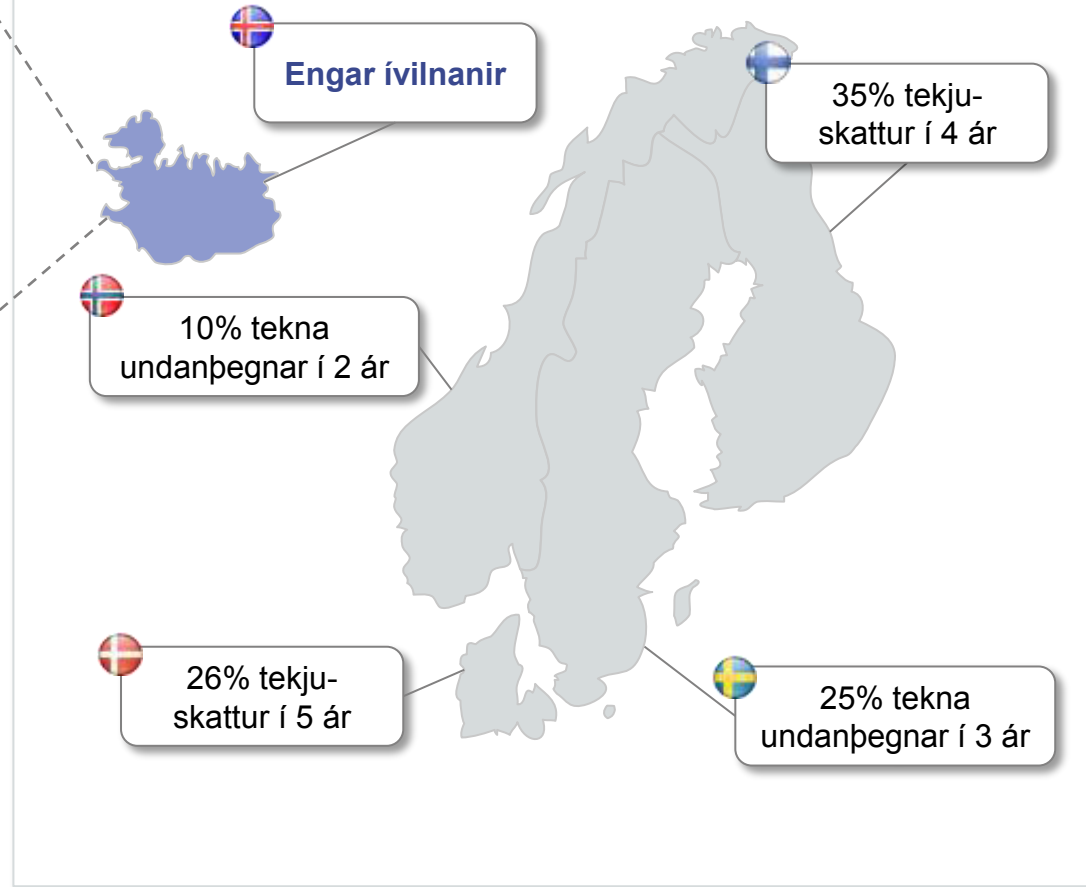 Engar ívilnanir
35% tekju-
skattur í 4 ár
10% tekna
undanþegnar í 2 ár
26% tekju-
skattur í 5 ár
25% tekna
undanþegnar í 3 ár